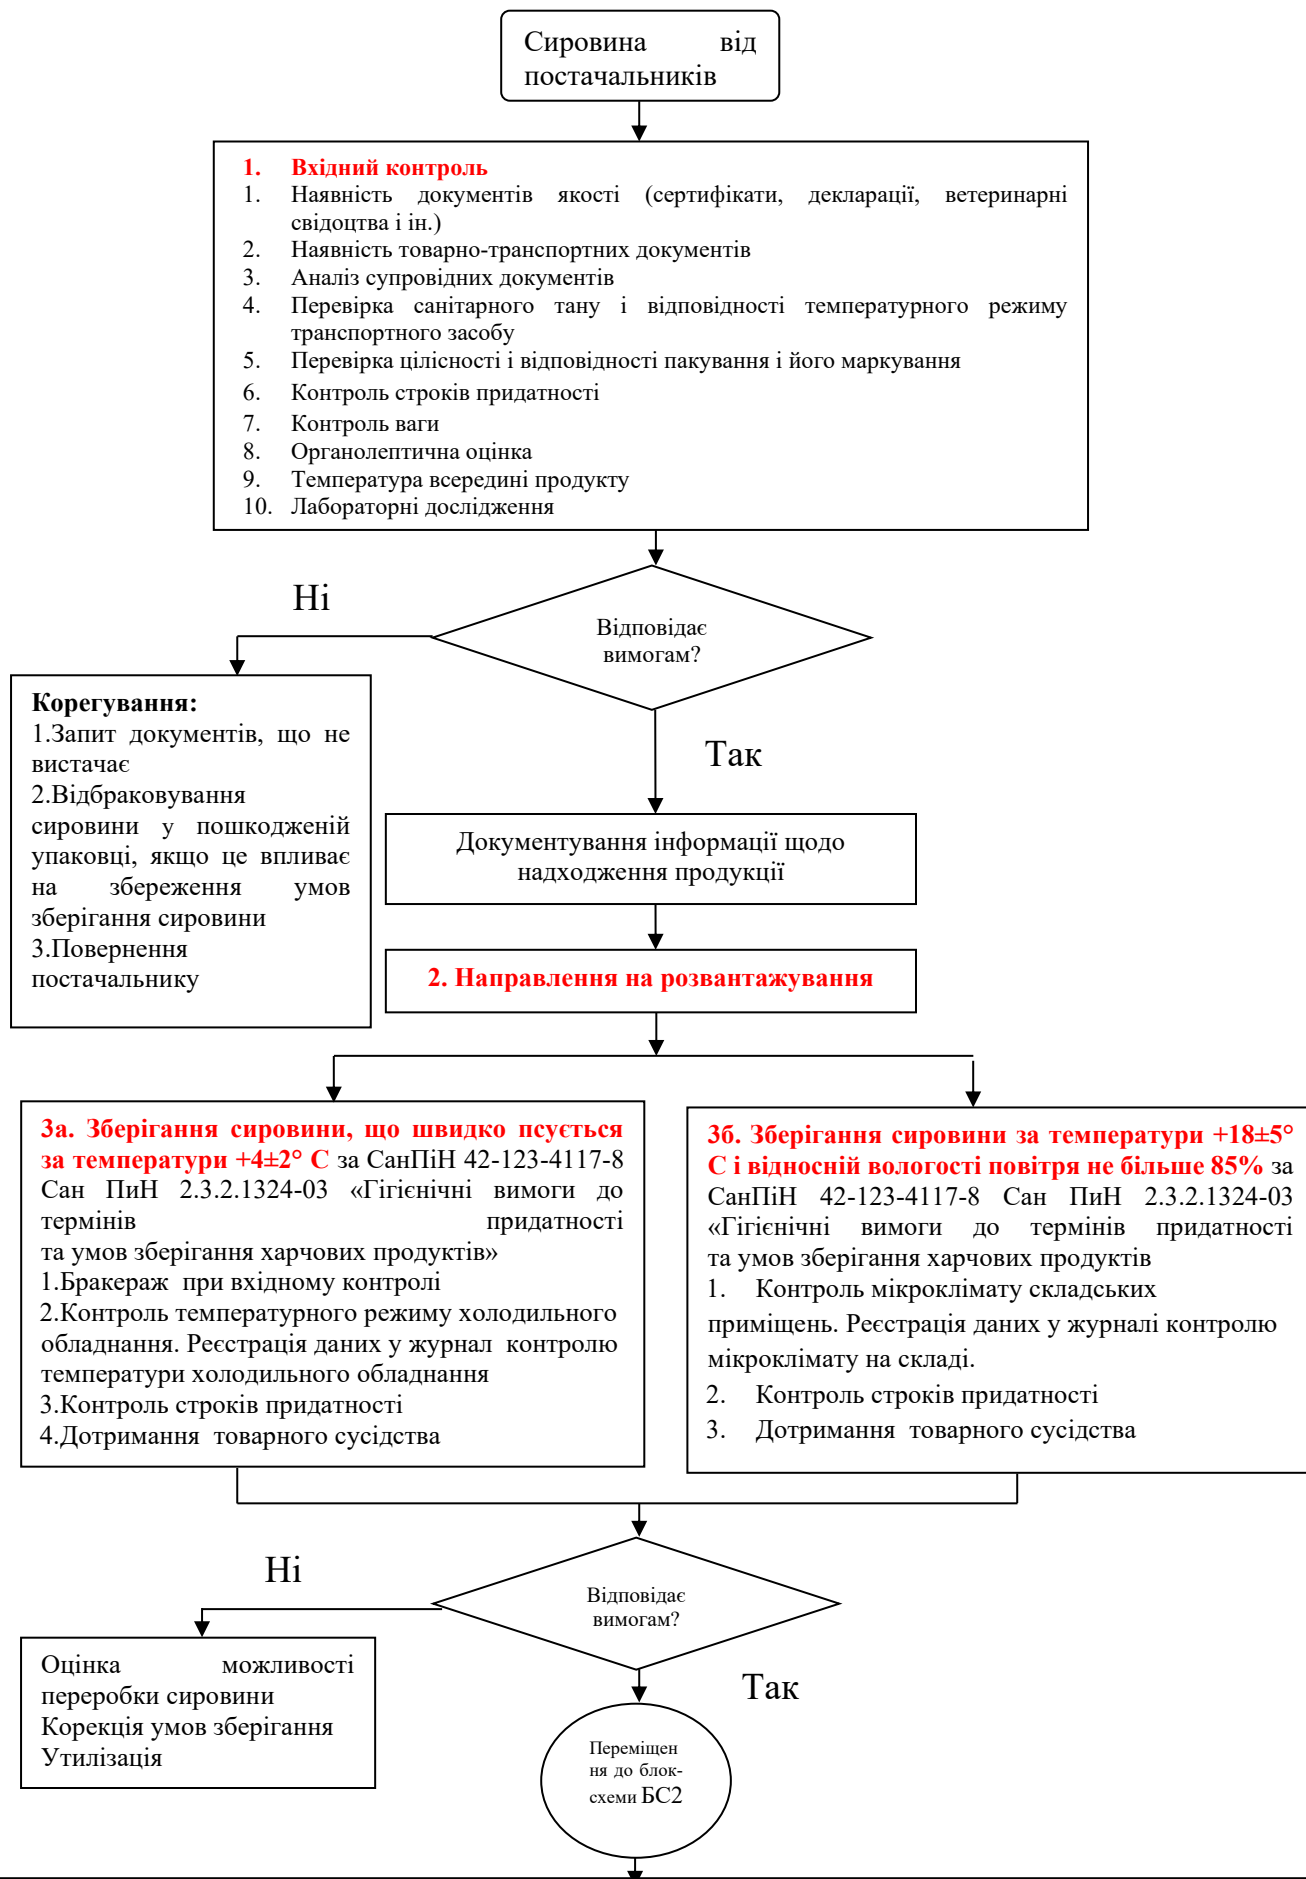 Сировина від
постачальників
1. Вхідний контроль
1. Наявність документів якості (сертифікати, декларації, ветеринарні
свідоцтва і ін.)
2. Наявність товарно-транспортних документів
3. Аналіз супровідних документів
4. Перевірка санітарного тану і відповідності температурного режиму
транспортного засобу
5. Перевірка цілісності і відповідності пакування і його маркування
6. Контроль строків придатності
7. Контроль ваги
8. Органолептична оцінка
9. Температура всередині продукту
10. Лабораторні дослідження
Відповідає
вимогам?
Ні
Так
Корегування:
1.Запит документів, що не
вистачає
2.Відбраковування
сировини у пошкодженій
упаковці, якщо це впливає
на збереження умов
зберігання сировини
3.Повернення
постачальнику
Документування інформації щодо
надходження продукції
2. Направлення на розвантажування
3а. Зберігання сировини, що швидко псується
за температури +4±2° С за СанПіН 42-123-4117-8
Сан ПиН 2.3.2.1324-03 «Гігієнічні вимоги до
термінів придатності
та умов зберігання харчових продуктів»
1.Бракераж при вхідному контролі
2.Контроль температурного режиму холодильного
обладнання. Реєстрація даних у журнал контролю
температури холодильного обладнання
3.Контроль строків придатності
4.Дотримання товарного сусідства
3б. Зберігання сировини за температури +18±5°
С і відносній вологості повітря не більше 85% за
СанПіН 42-123-4117-8 Сан ПиН 2.3.2.1324-03
«Гігієнічні вимоги до термінів придатності
та умов зберігання харчових продуктів
1. Контроль мікроклімату складських
приміщень. Реєстрація даних у журналі контролю
мікроклімату на складі.
2. Контроль строків придатності
3. Дотримання товарного сусідства
Відповідає
вимогам?
Ні
Так
Оцінка можливості
переробки сировини
Корекція умов зберігання
Утилізація
Переміщен
ня до блок-
схеми БС2